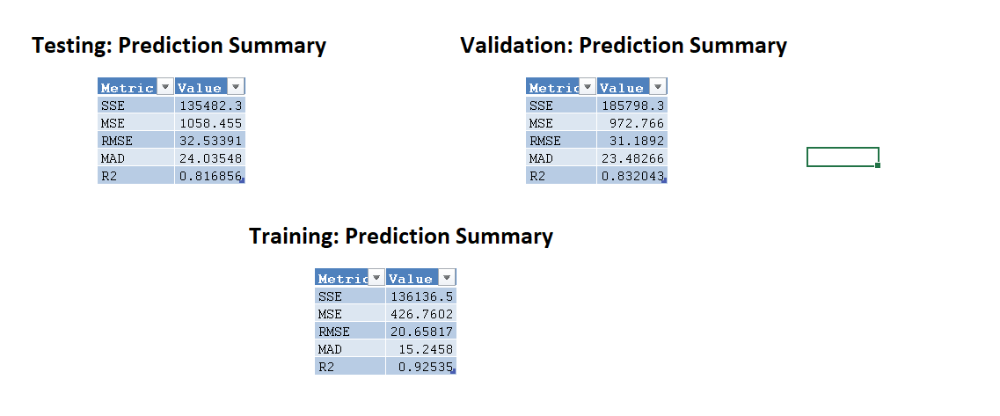 Testing: Prediction Summary
Metric Value
SSE 135482.3
MSE 1058.455
RMSE 32.53391
MAD 24.03548
R2 0.816856
Validation: Prediction Summary
Metric Value
SSE 185798.3
MSE 972.766
RMSE 31.1892
MAD 23.48266
R2 0.832043
Training: Prediction Summary
Metric Value
SSE 136136.5
MSE 426.7602
RMSE 20.65817
MAD 15.2458
R2 0.92535